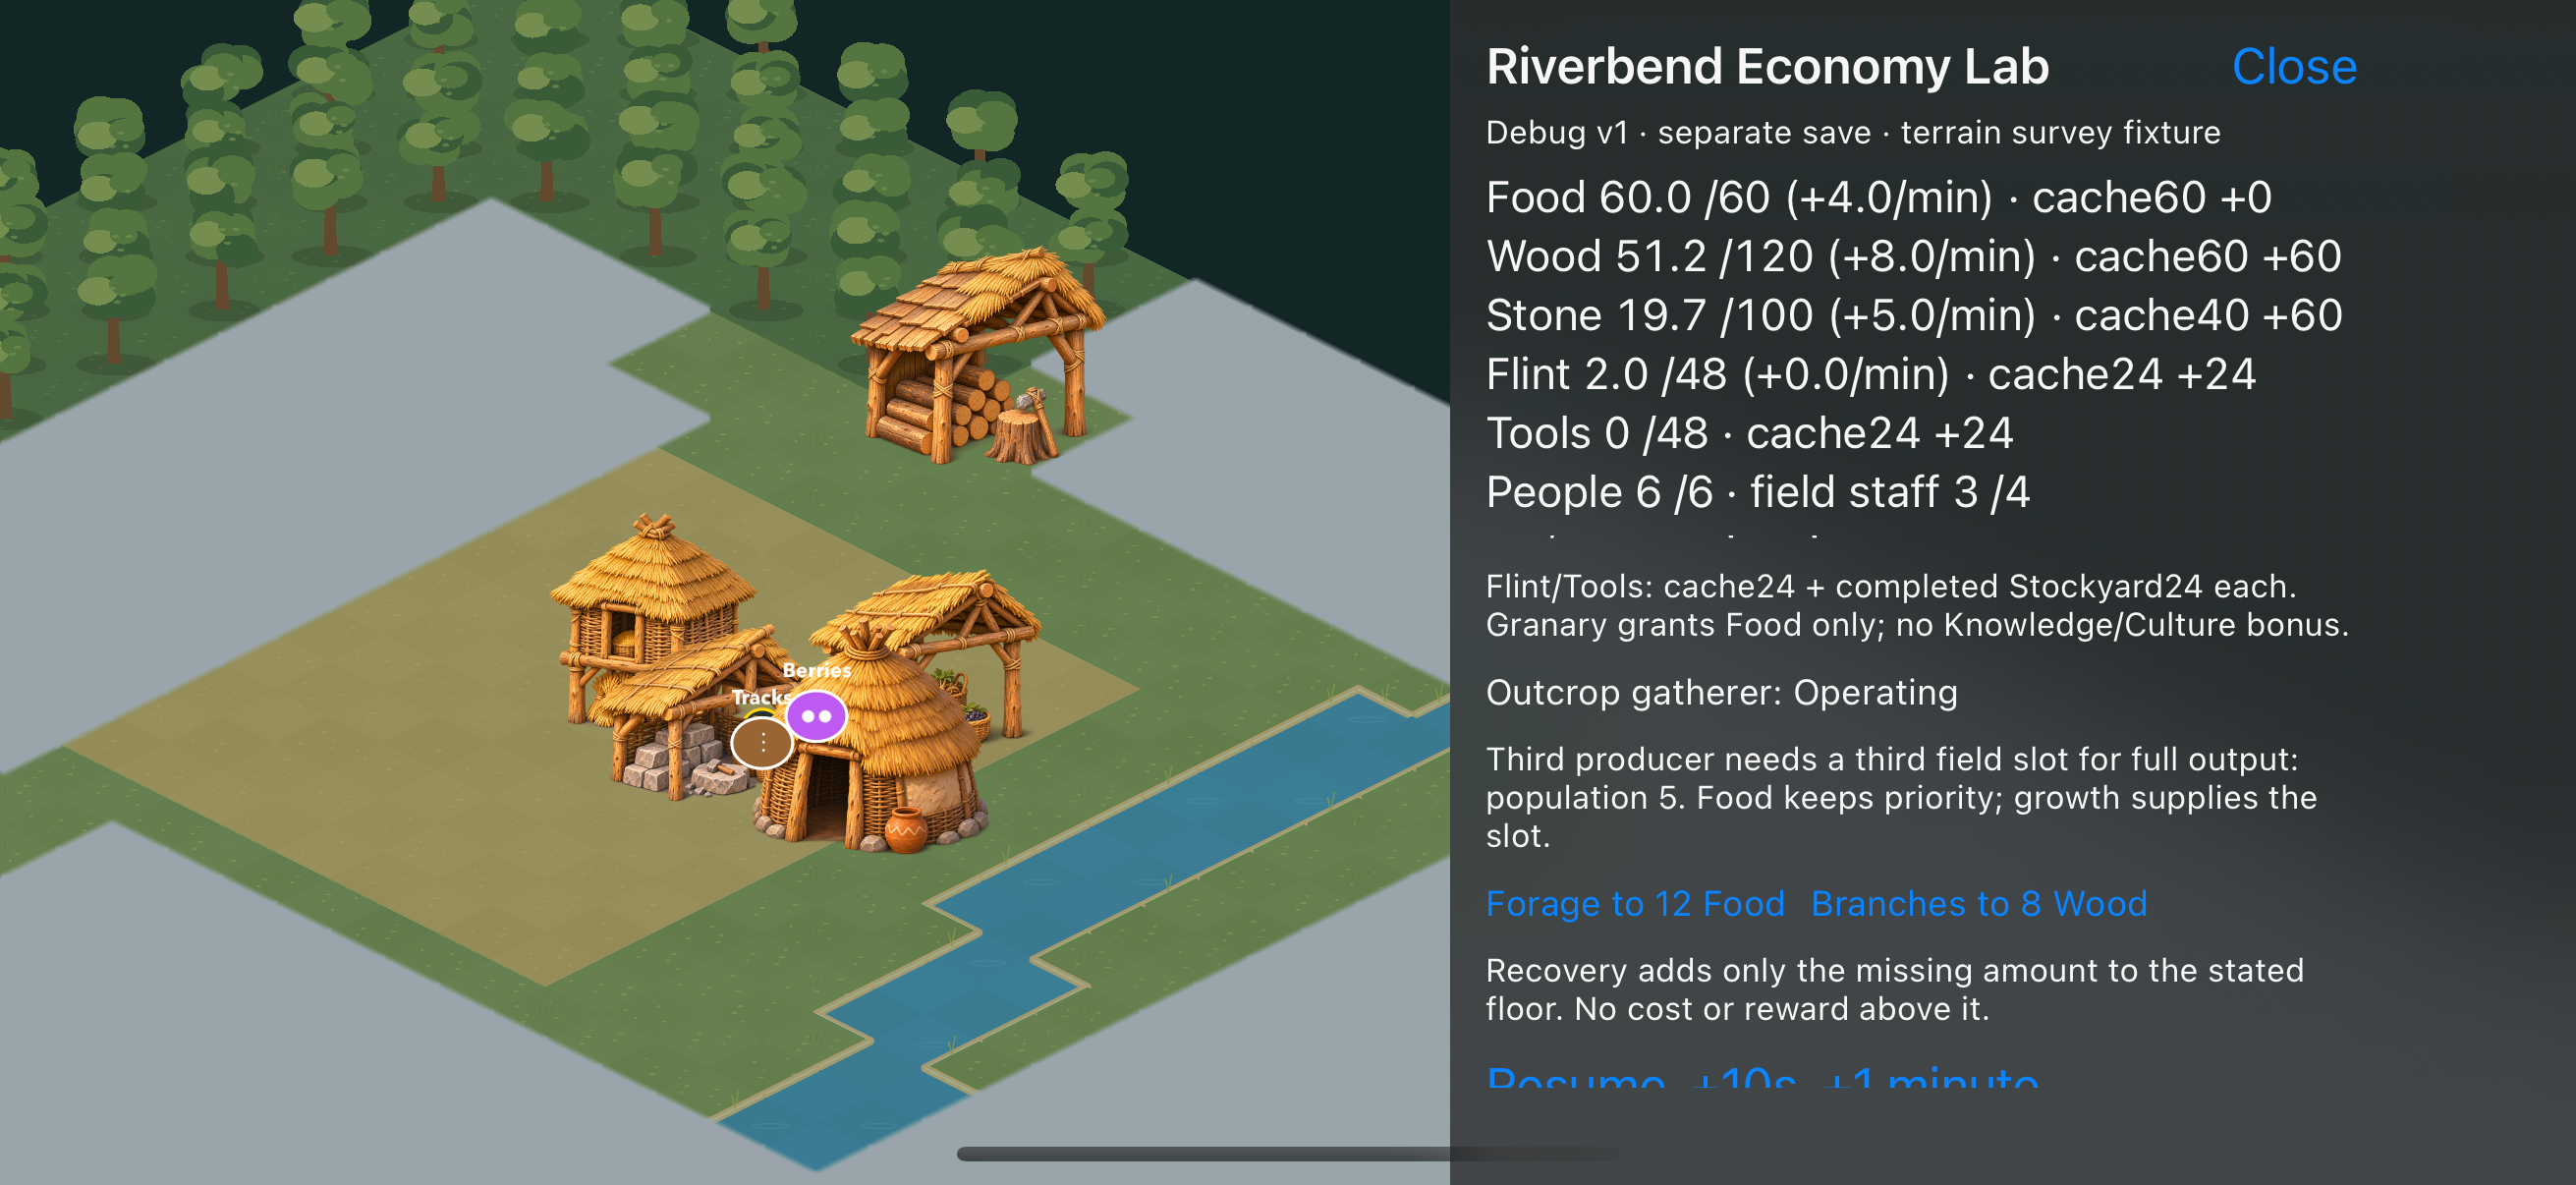 Riverbend Economy Lab
Close
Debug v1 · separate save · terrain survey fixture
Food 60.0 /60 (+4.0/min) · cache60 +0
Wood 51.2 /120 (+8.0/min) · cache60 +60
Stone 19.7 /100 (+5.0/min) · cache40 +60
Flint 2.0 /48 (+0.0/min) · cache24 +24
Tools 0 /48 · cache24 +24
People 6 /6 · field staff 3 /4
Flint/Tools: cache24 + completed Stockyard24 each.
Granary grants Food only; no Knowledge/Culture bonus.
Outcrop gatherer: Operating
Third producer needs a third field slot for full output:
population 5. Food keeps priority; growth supplies the
slot.
Forage to 12 Food Branches to 8 Wood
Recovery adds only the missing amount to the stated
floor. No cost or reward above it.
Resume +10s +1 minute
Berries
Tracks